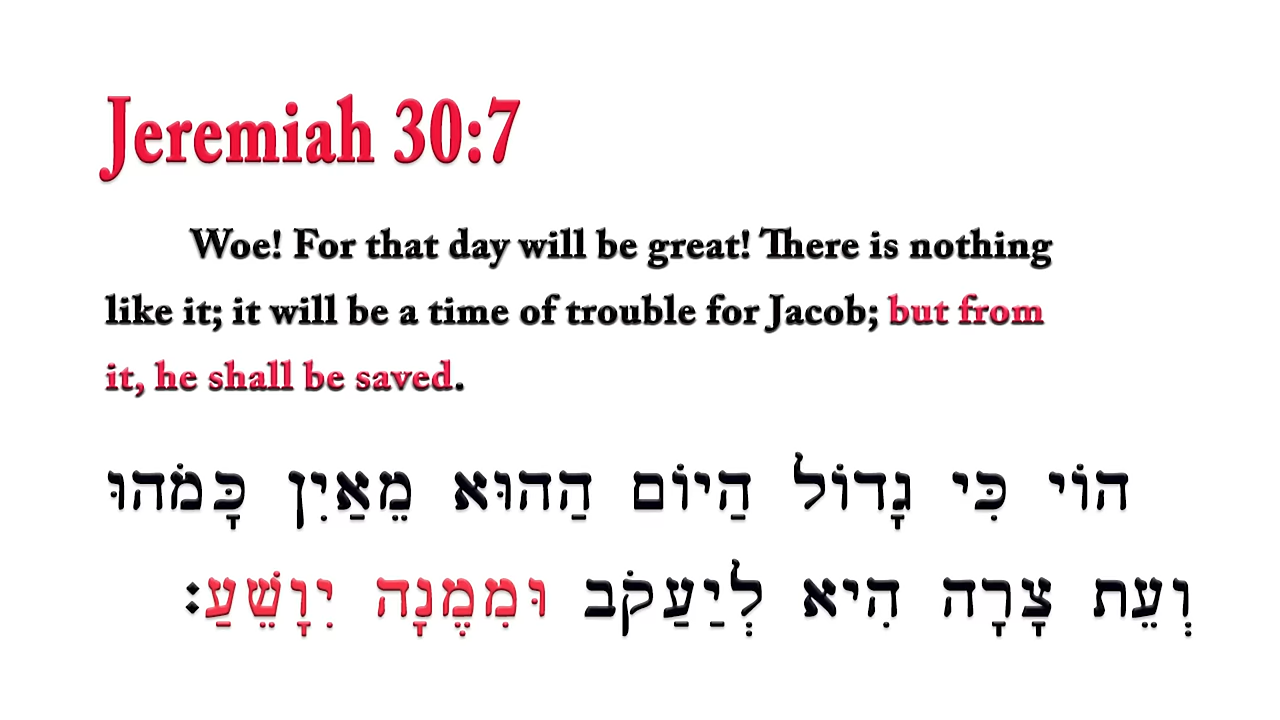 Jeremiah 30:7
Woe! For that day will be great! There is nothing
like it; it will be a time of trouble for Jacob; but from
it, he shall be saved.
הוֹי כִּי גָדוֹל הַיּוֹם הַהוּא מֵאַיִן כָּמֹהוּ
וְעֵת צָרָה הִיא לְיַעֲקֹב וּמִמֶּנָּה יִוָּשֵׁעַ׃